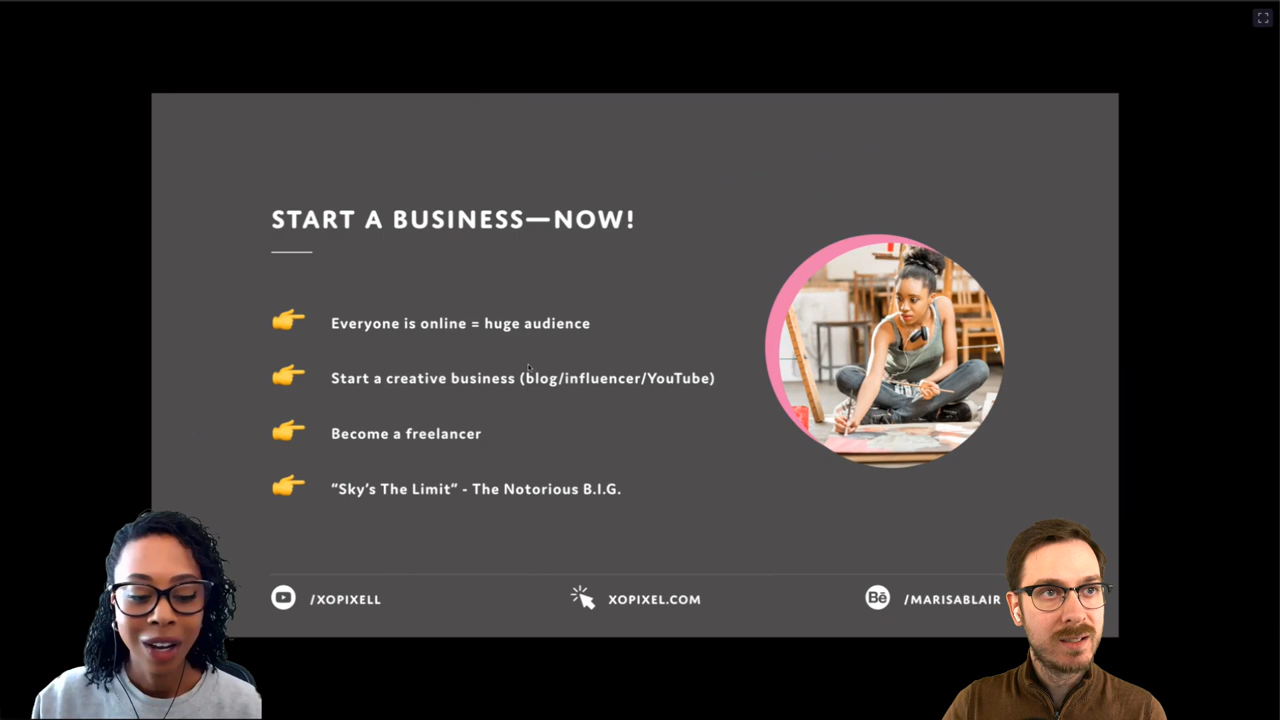 START A BUSINESS—NOW!
Everyone is online = huge audience
Start a creative business (blog/influencer/YouTube)
Become a freelancer
“Sky’s The Limit” - The Notorious B.I.G.
/XOPIXELL
XOPIXEL.COM
Bē /MARISABLAIR